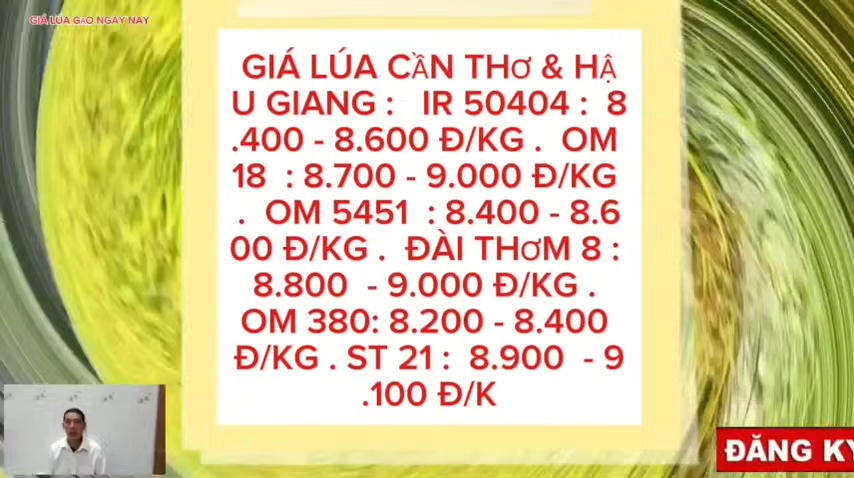 GIÁ LÚA GẠO NGAY NAY
GIÁ LÚA CẦN THƠ & HẬ
U GIANG : IR 50404 : 8
.400 - 8.600 Đ/KG . OM
18 : 8.700 - 9.000 Đ/KG
. OM 5451 : 8.400 - 8.6
00 Đ/KG . ĐÀI THƠM 8 :
8.800 - 9.000 Đ/KG .
OM 380: 8.200 - 8.400
Đ/KG . ST 21 : 8.900 - 9
.100 Đ/K
ĐĂNG KÝ